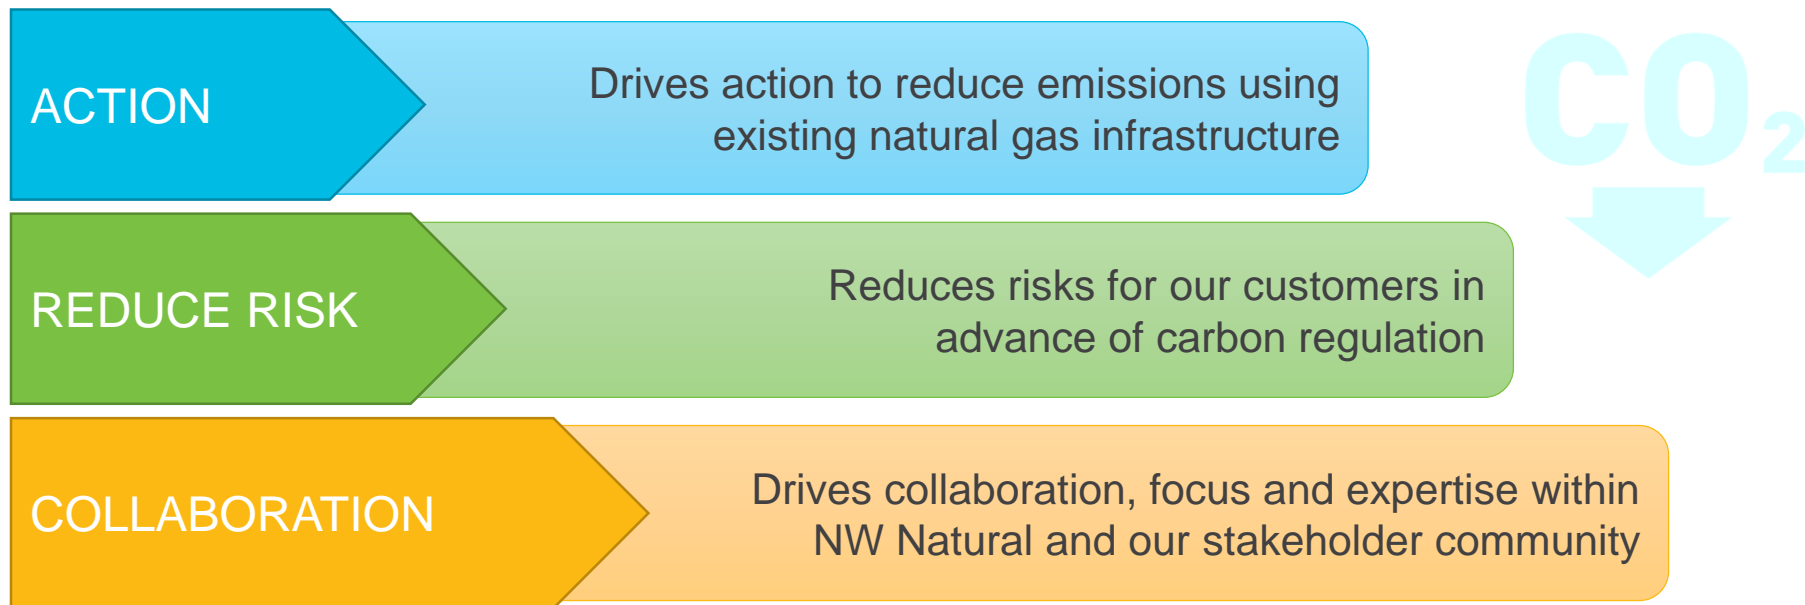 ACTION
Drives action to reduce emissions using
existing natural gas infrastructure
CO₂
REDUCE RISK
Reduces risks for our customers in
advance of carbon regulation
COLLABORATION
Drives collaboration, focus and expertise within
NW Natural and our stakeholder community